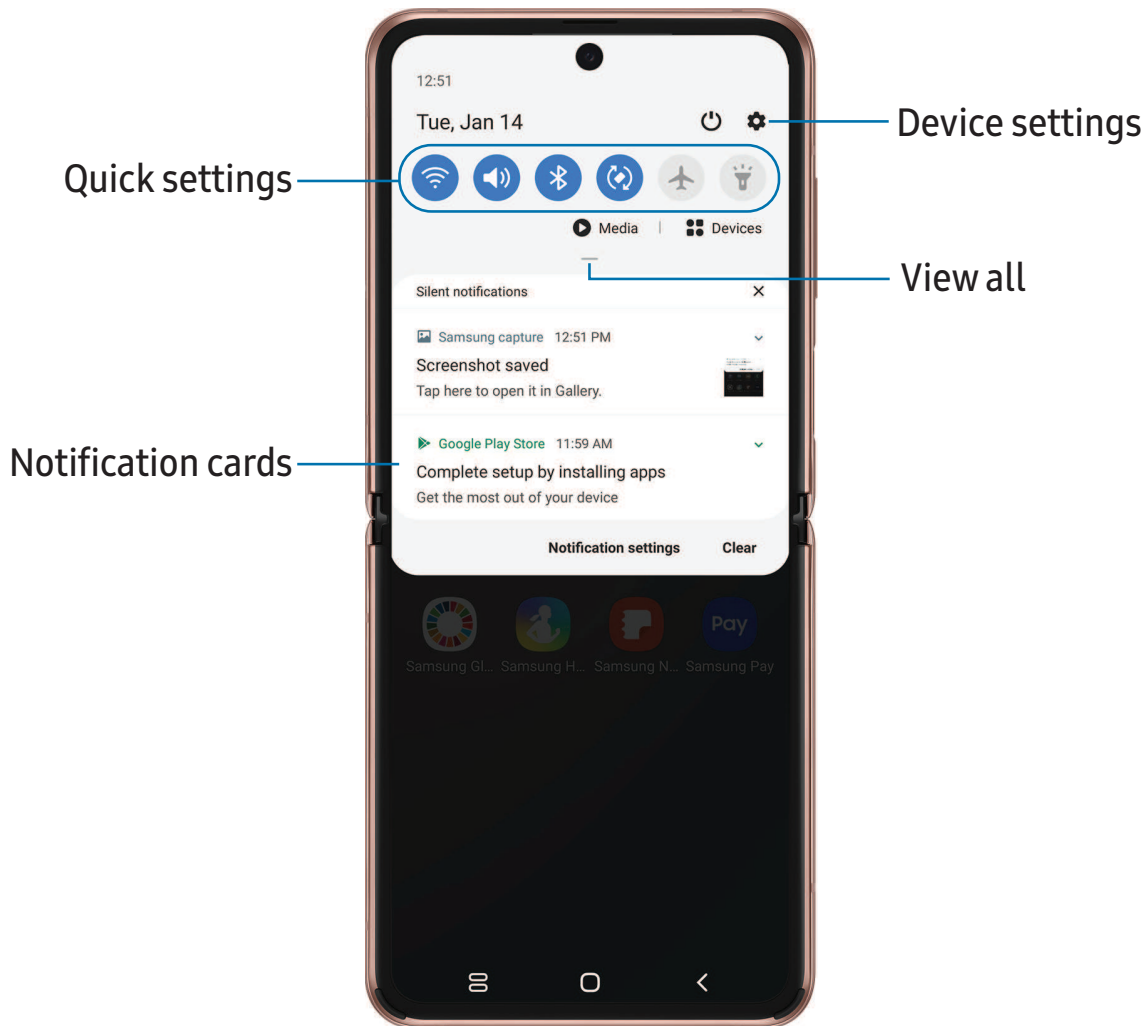 12:51
Tue, Jan 14
Device settings
Quick settings
Media
Devices
View all
Silent notifications
Samsung capture 12:51 PM
Screenshot saved
Tap here to open it in Gallery.
Google Play Store 11:59 AM
Notification cards
Complete setup by installing apps
Get the most out of your device
Notification settings Clear
Pay
Samsung Gl... Samsung H... Samsung N... Samsung Pay